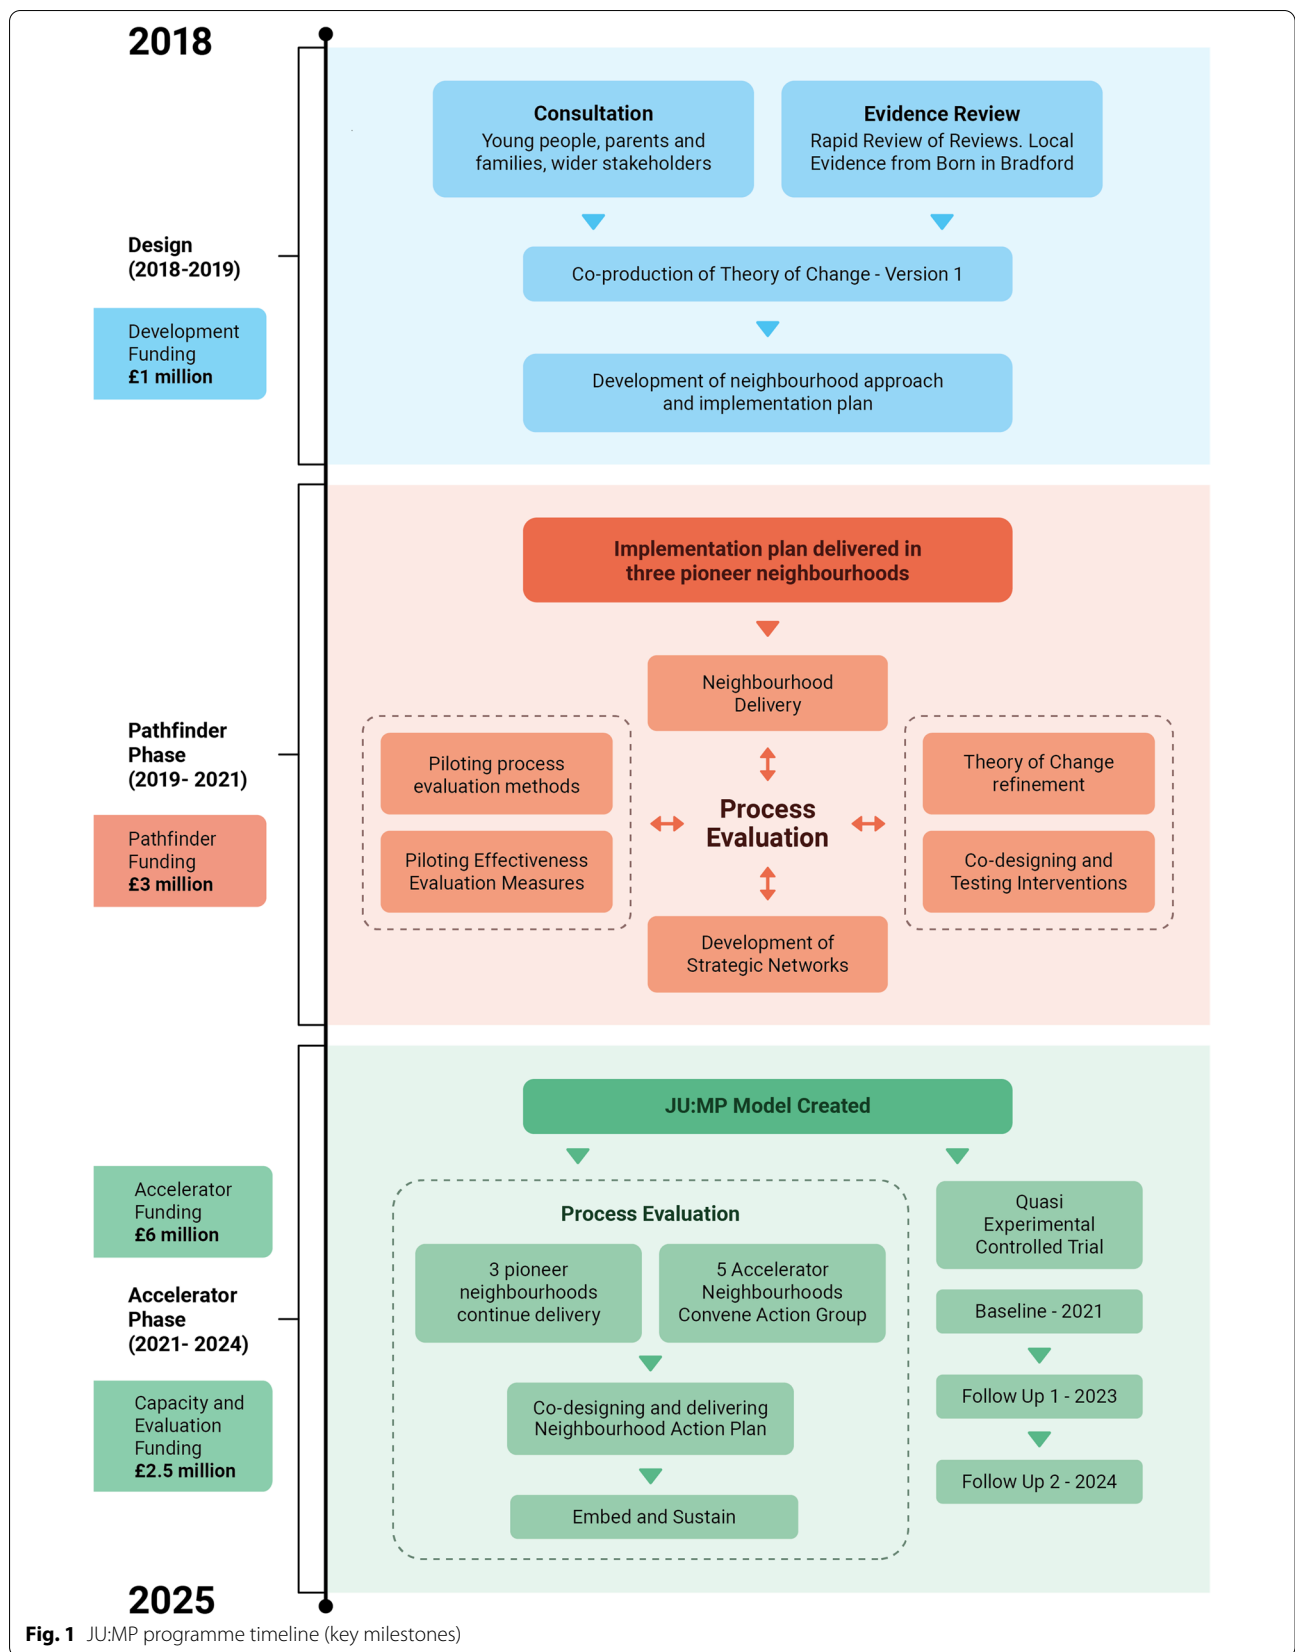 2018
Consultation
Young people, parents and
families, wider stakeholders
Evidence Review
Rapid Review of Reviews. Local
Evidence from Born in Bradford
Design
(2018-2019)
Co-production of Theory of Change - Version 1
Development
Funding
£1 million
Development of neighbourhood approach
and implementation plan
Implementation plan delivered in
three pioneer neighbourhoods
Neighbourhood
Delivery
Pathfinder
Phase
(2019- 2021)
Piloting process
evaluation methods
Theory of Change
refinement
Process
Evaluation
Pathfinder
Funding
£3 million
Piloting Effectiveness
Evaluation Measures
Co-designing and
Testing Interventions
Development of
Strategic Networks
JU:MP Model Created
Accelerator
Funding
£6 million
Process Evaluation
Quasi
Experimental
Controlled Trial
3 pioneer
neighbourhoods
continue delivery
5 Accelerator
Neighbourhoods
Convene Action Group
Accelerator
Phase
(2021- 2024)
Baseline - 2021
Capacity and
Evaluation
Funding
£2.5 million
Co-designing and delivering
Neighbourhood Action Plan
Follow Up 1 - 2023
Follow Up 2 - 2024
Embed and Sustain
2025
Fig. 1 JU:MP programme timeline (key milestones)